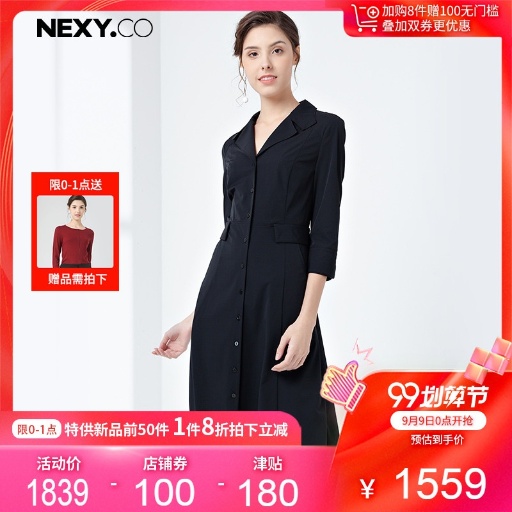 NEXY.CO
加购8件赠100无门槛
叠加双券更优惠
限0-1点送
赠品需拍下
99划算节
9月9日0点开抢
限0-1点 特供新品前50件 1件8折拍下立减
预估到手价
活动价 店铺券 津贴
1839 - 100 - 180
¥ 1559